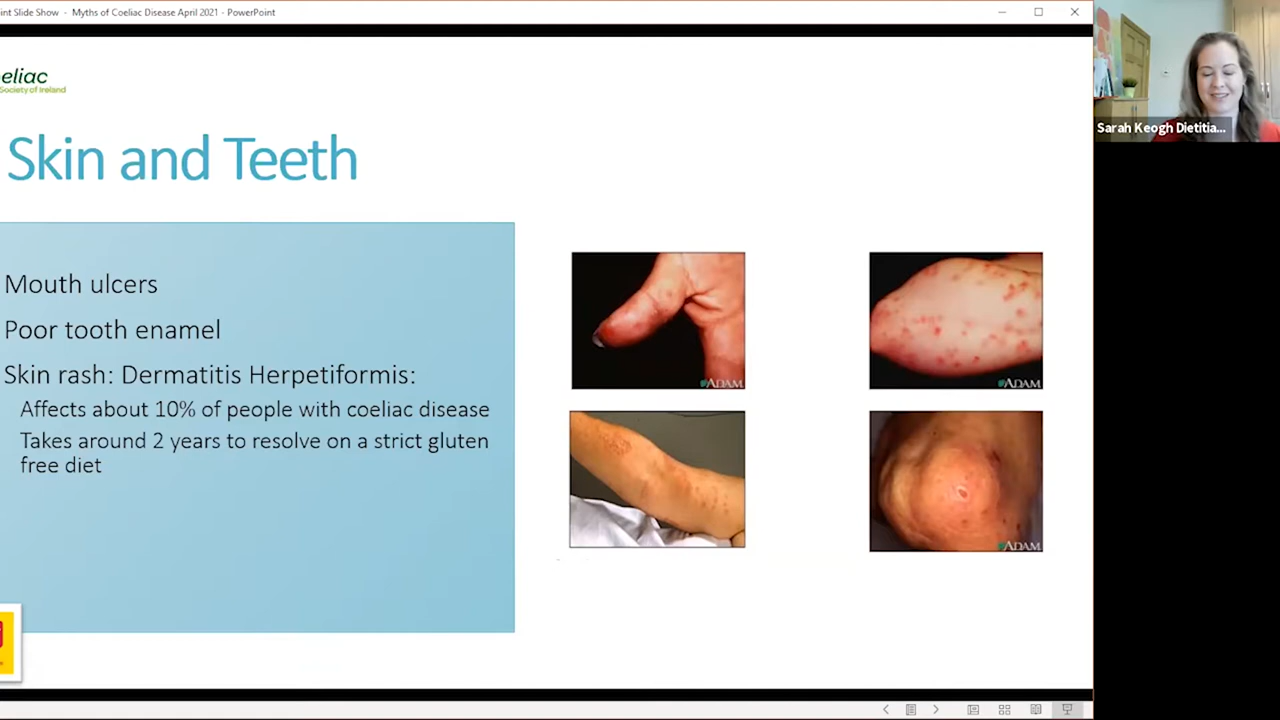 int Slide Show - Myths of Coeliac Disease April 2021 - PowerPoint
eliac
Society of Ireland
Skin and Teeth
Mouth ulcers
Poor tooth enamel
Skin rash: Dermatitis Herpetiformis:
Affects about 10% of people with coeliac disease
Takes around 2 years to resolve on a strict gluten
free diet
ADAM
ADAM
ADAM
Sarah Keogh Dietitia...